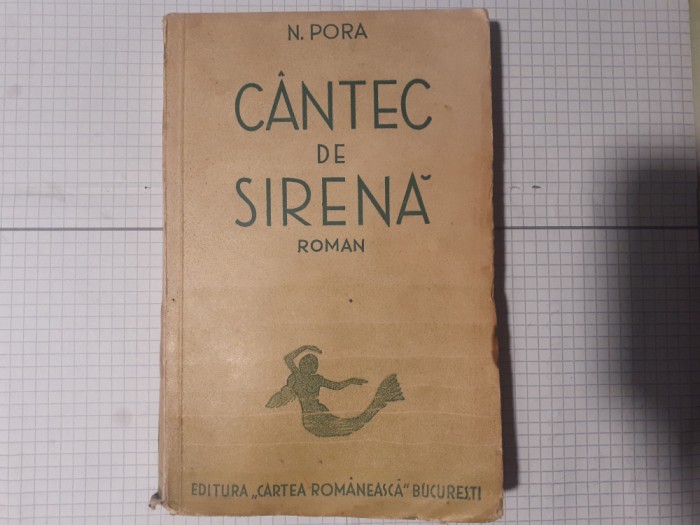 N. PORA
CÂNTEC
DE
SIRENĂ
ROMAN
EDITURA „CARTEA ROMÂNEASCĂ" BUCUREȘTI